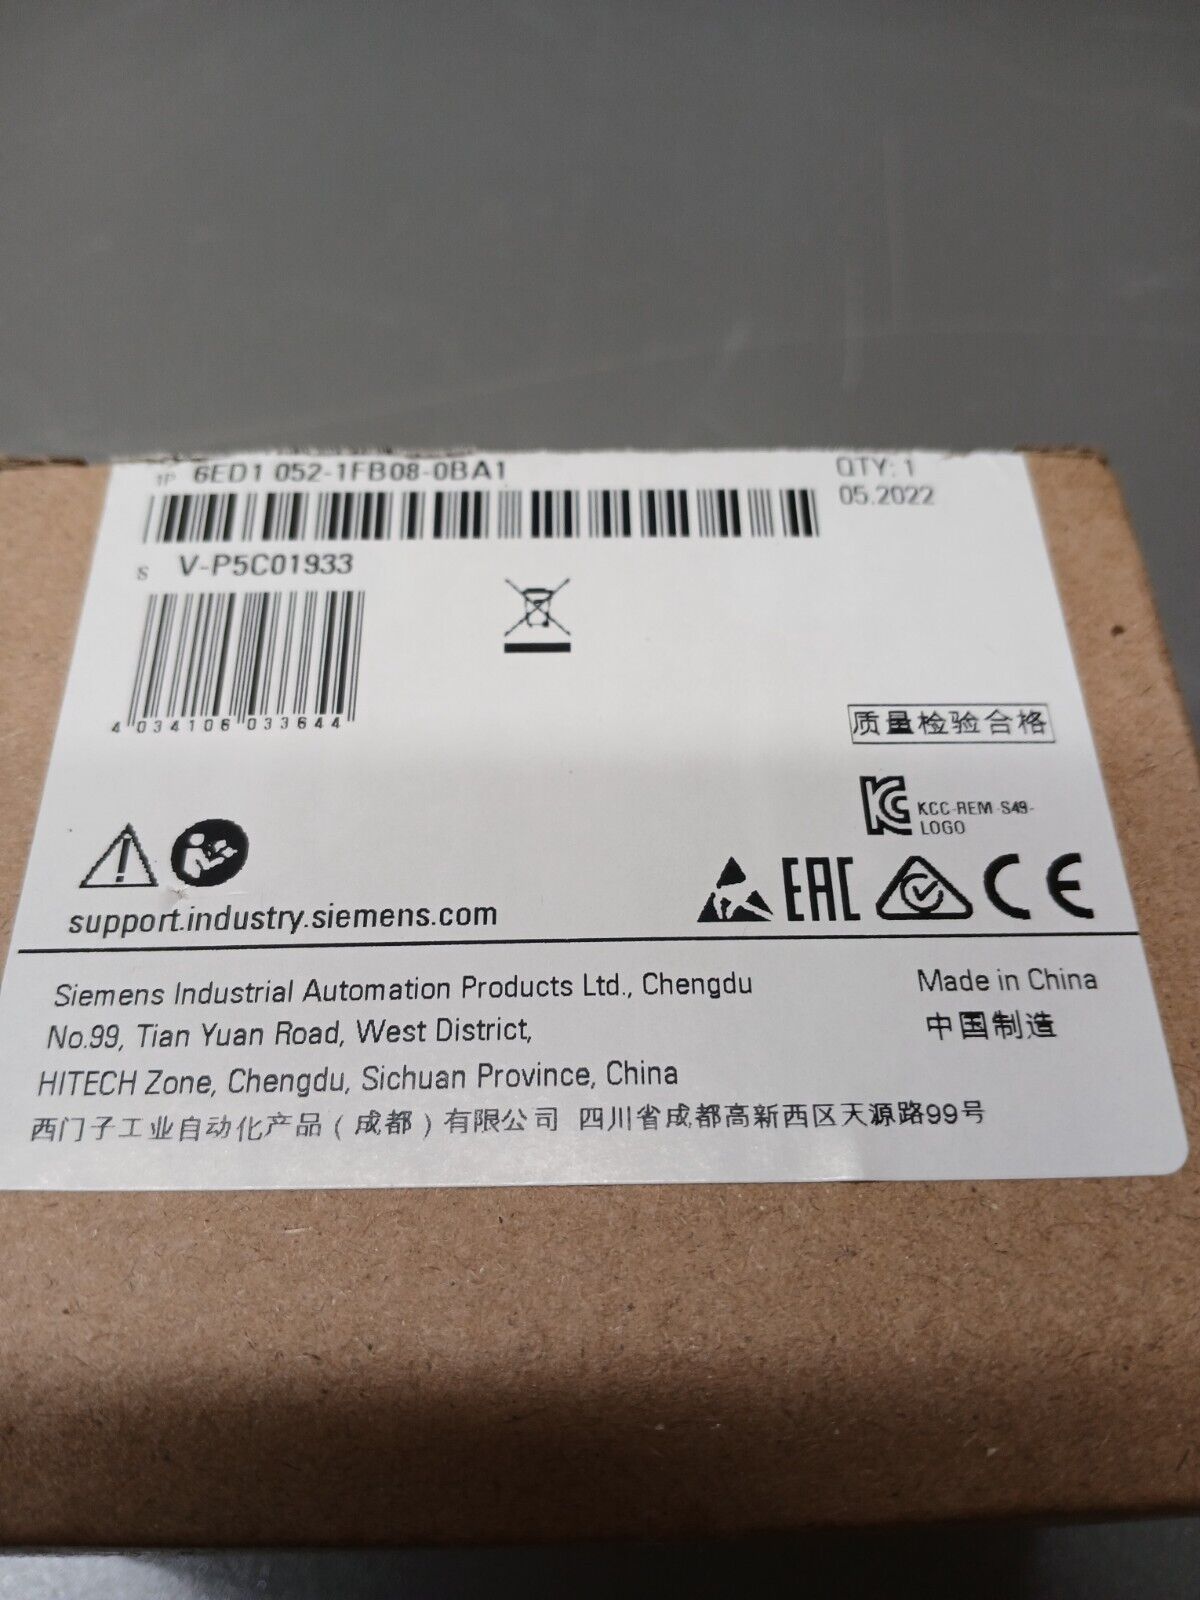 1P 6ED1 052-1FB08-0BA1
QTY: 1
05.2022
S V-P5C01933
4 034106 033644
质量检验合格
KCC-REM-S49-
LOGO
EAC CE
support.industry.siemens.com
Siemens Industrial Automation Products Ltd., Chengdu
No.99, Tian Yuan Road, West District,
HITECH Zone, Chengdu, Sichuan Province, China
Made in China
中国制造
西门子工业自动化产品(成都)有限公司 四川省成都高新西区天源路99号